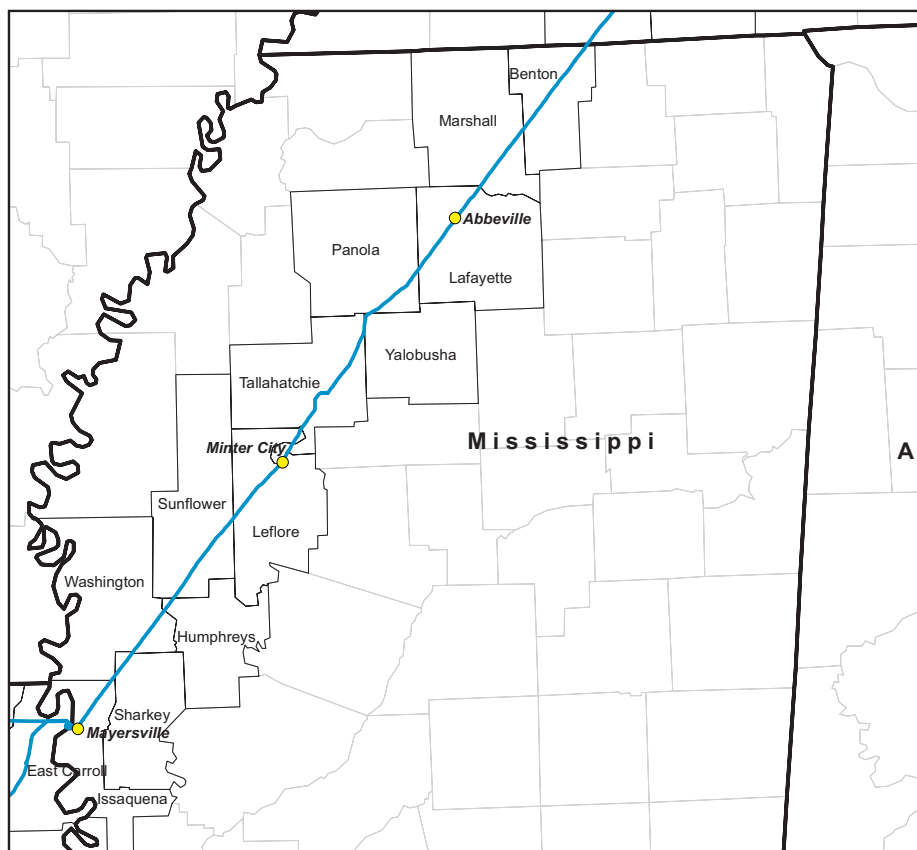 Benton
Marshall
Abbeville
Panola
Lafayette
Yalobusha
Tallahatchie
Mississippi
Minter City
A
Sunflower
Leflore
Washington
Humphreys
Sharkey
Mayersville
East Carroll
Issaquena